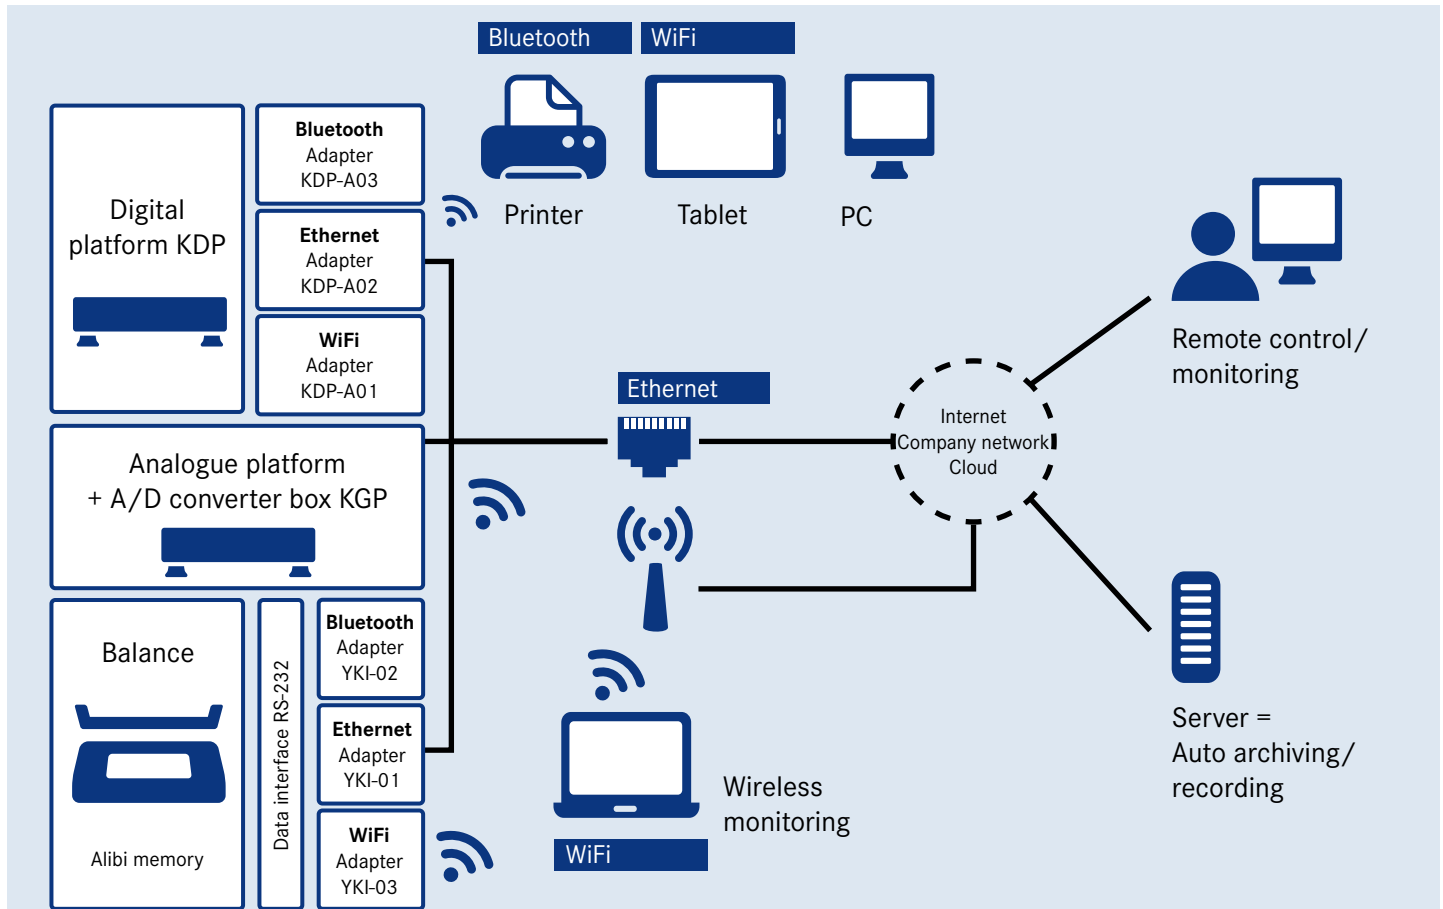 Bluetooth
WiFi
Printer
Tablet
PC
Digital
platform KDP
Bluetooth
Adapter
KDP-A03
Ethernet
Adapter
KDP-A02
WiFi
Adapter
KDP-A01
Analogue platform
+ A/D converter box KGP
Balance
Alibi memory
Data interface RS-232
Bluetooth
Adapter
YKI-02
Ethernet
Adapter
YKI-01
WiFi
Adapter
YKI-03
Ethernet
Wireless
monitoring
WiFi
Internet
Company network
Cloud
Remote control/
monitoring
Server =
Auto archiving/
recording